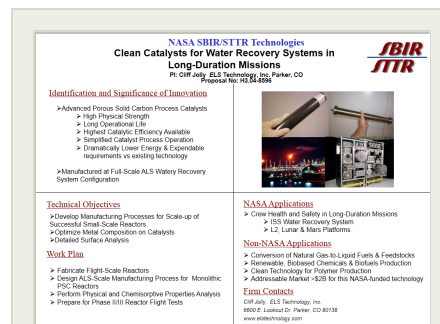 NASA SBIR/STTR Technologies
Clean Catalysts for Water Recovery Systems in
Long-Duration Missions
PI: Cliff Jolly ELS Technology, Inc. Parker, CO
Proposal No: H3.04-8596
SBIR
STTR
Identification and Significance of Innovation
➢Advanced Porous Solid Carbon Process Catalysts
➢ High Physical Strength
➢ Long Operational Life
➢ Highest Catalytic Efficiency Available
➢ Simplified Catalyst Process Operation
➢ Dramatically Lower Energy & Expendable
requirements vs existing technology
➢Manufactured at Full-Scale ALS Watery Recovery
System Configuration
Technical Objectives
➢Develop Manufacturing Processes for Scale-up of
Successful Small-Scale Reactors
➢Optimize Metal Composition on Catalysts
➢Detailed Surface Analysis
Work Plan
➢ Fabricate Flight-Scale Reactors
➢ Design ALS-Scale Manufacturing Process for Monolithic
PSC Reactors
➢ Perform Physical and Chemisorptive Properties Analysis
➢ Prepare for Phase II/III Reactor Flight Tests
NASA Applications
➢ Crew Health and Safety in Long-Duration Missions
➢ ISS Water Recovery System
➢ L2, Lunar & Mars Platforms
Non-NASA Applications
➢ Conversion of Natural Gas-to-Liquid Fuels & Feedstocks
➢ Renewable, Biobased Chemicals & Biofuels Production
➢ Clean Technology for Polymer Production
➢ Addressable Market >$2B for this NASA-funded technology
Firm Contacts
Cliff Jolly, ELS Technology, Inc.
6600 E. Lookout Dr. Parker, CO 80138
www.elstechnology.com